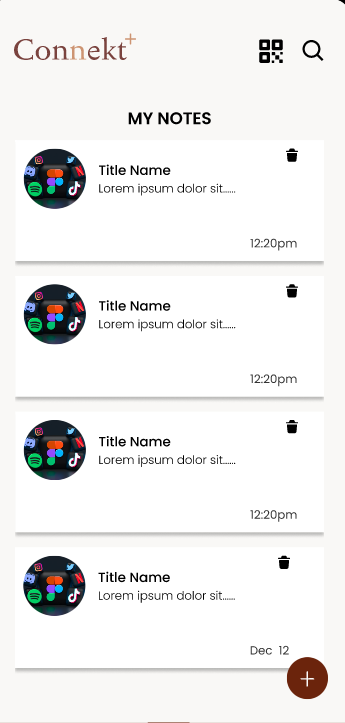 Connekt+
MY NOTES
Title Name
Lorem ipsum dolor sit......
12:20pm
Title Name
Lorem ipsum dolor sit......
12:20pm
Title Name
Lorem ipsum dolor sit......
12:20pm
Title Name
Lorem ipsum dolor sit......
Dec 12